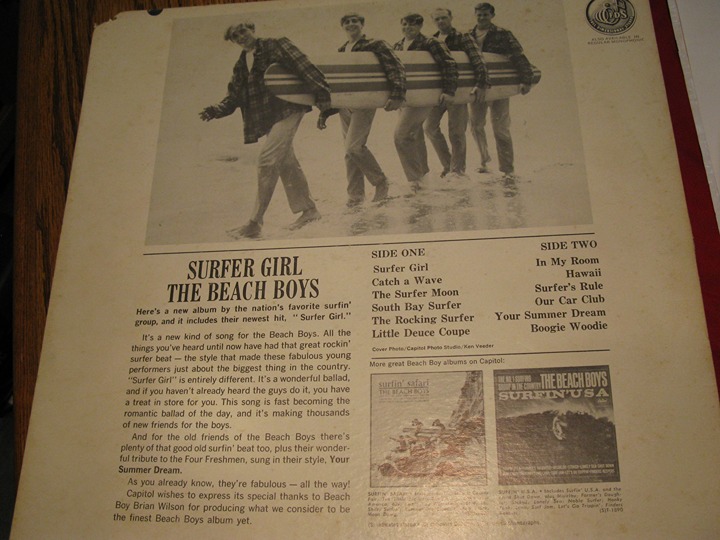 ALSO AVAILABLE IN
SURFER GIRL
THE BEACH BOYS
Here's a new album by the nation's favorite surfin'
group, and it includes their newest hit, "Surfer Girl."
It's a new kind of song for the Beach Boys. All the
things you've heard until now have had that great rockin'
surfer beat — the style that made these fabulous young
performers just about the biggest thing in the country.
"Surfer Girl" is entirely different. It's a wonderful ballad,
and if you haven't already heard the guys do it, you have
a treat in store for you. This song is fast becoming the
romantic ballad of the day, and it's making thousands
of new friends for the boys.
And for the old friends of the Beach Boys there's
plenty of that good old surfin' beat too, plus their wonder-
ful tribute to the Four Freshmen, sung in their style, Your
Summer Dream.
As you already know, they're fabulous — all the way!
Capitol wishes to express its special thanks to Beach
Boy Brian Wilson for producing what we consider to be
the finest Beach Boys album yet.
SIDE ONE
Surfer Girl
Catch a Wave
The Surfer Moon
South Bay Surfer
The Rocking Surfer
Little Deuce Coupe
SIDE TWO
In My Room
Hawaii
Surfer's Rule
Our Car Club
Your Summer Dream
Boogie Woodie
Cover Photo/Capitol Photo Studio/Ken Veeder
More great Beach Boy albums on Capitol:
surfin' safari
THE BEACH BOYS
THE BEACH BOYS
SURFIN' USA